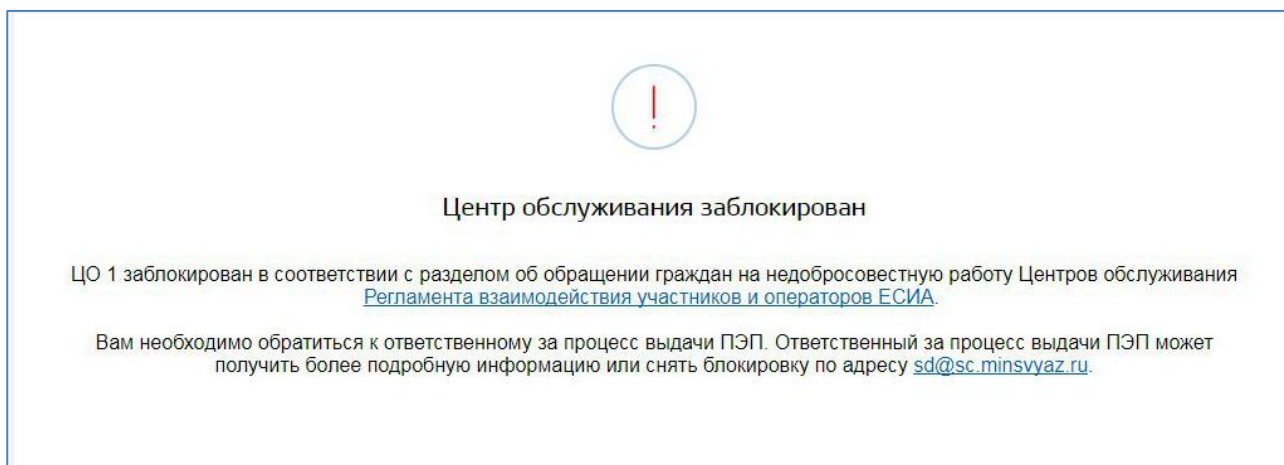 !
Центр обслуживания заблокирован
ЦО 1 заблокирован в соответствии с разделом об обращении граждан на недобросовестную работу Центров обслуживания
Регламента взаимодействия участников и операторов ЕСИА.
Вам необходимо обратиться к ответственному за процесс выдачи ПЭП. Ответственный за процесс выдачи ПЭП может
получить более подробную информацию или снять блокировку по адресу sd@sc.minsvyaz.ru.